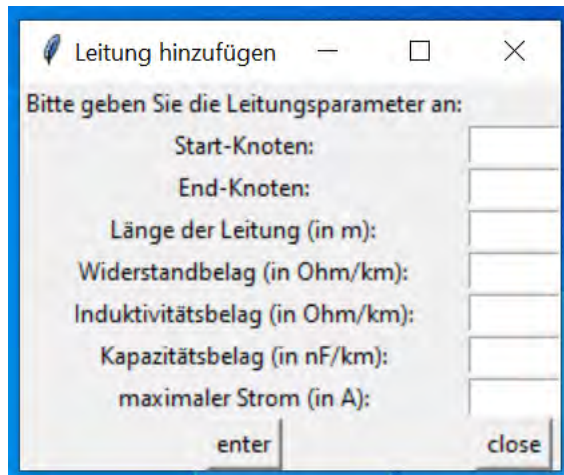 Leitung hinzufügen
Bitte geben Sie die Leitungsparameter an:
Start-Knoten:
End-Knoten:
Länge der Leitung (in m):
Widerstandbelag (in Ohm/km):
Induktivitätsbelag (in Ohm/km):
Kapazitätsbelag (in nF/km):
maximaler Strom (in A):
enter close